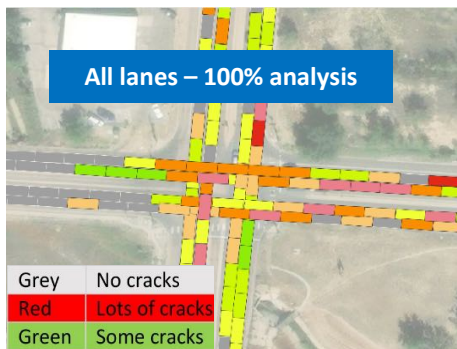 All lanes – 100% analysis
Grey No cracks
Red Lots of cracks
Green Some cracks